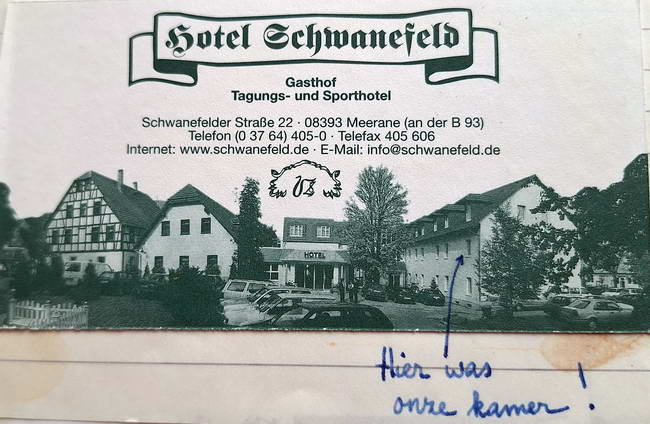 Hotel Schwanefeld
Gasthof
Tagungs- und Sporthotel
Schwanefelder Straße 22 · 08393 Meerane (an der B 93)
Telefon (0 37 64) 405-0 · Telefax 405 606
Internet: www.schwanefeld.de · E-Mail: info@schwanefeld.de
HOTEL
Hier was
onze kamer !